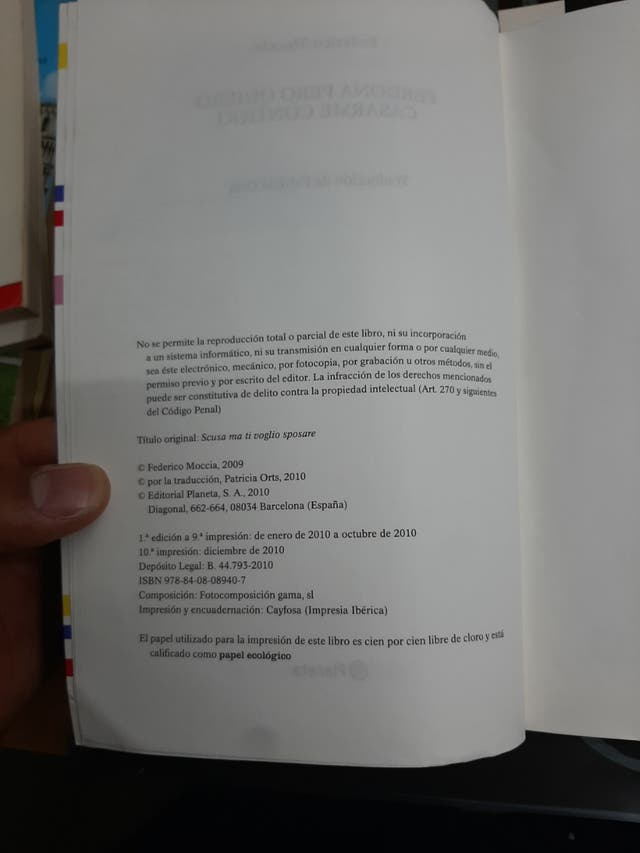 No se permite la reproducción total o parcial de este libro, ni su incorporación
a un sistema informático, ni su transmisión en cualquier forma o por cualquier medio,
sea éste electrónico, mecánico, por fotocopia, por grabación u otros métodos, sin el
permiso previo y por escrito del editor. La infracción de los derechos mencionados
puede ser constitutiva de delito contra la propiedad intelectual (Art. 270 y siguientes
del Código Penal)
Título original: Scusa ma ti voglio sposare
© Federico Moccia, 2009
© por la traducción, Patricia Orts, 2010
© Editorial Planeta, S. A., 2010
Diagonal, 662-664, 08034 Barcelona (España)
1.ª edición a 9.ª impresión: de enero de 2010 a octubre de 2010
10.ª impresión: diciembre de 2010
Depósito Legal: B. 44.793-2010
ISBN 978-84-08-08940-7
Composición: Fotocomposición gama, sl
Impresión y encuadernación: Cayfosa (Impresia Ibérica)
El papel utilizado para la impresión de este libro es cien por cien libre de cloro y está
calificado como papel ecológico